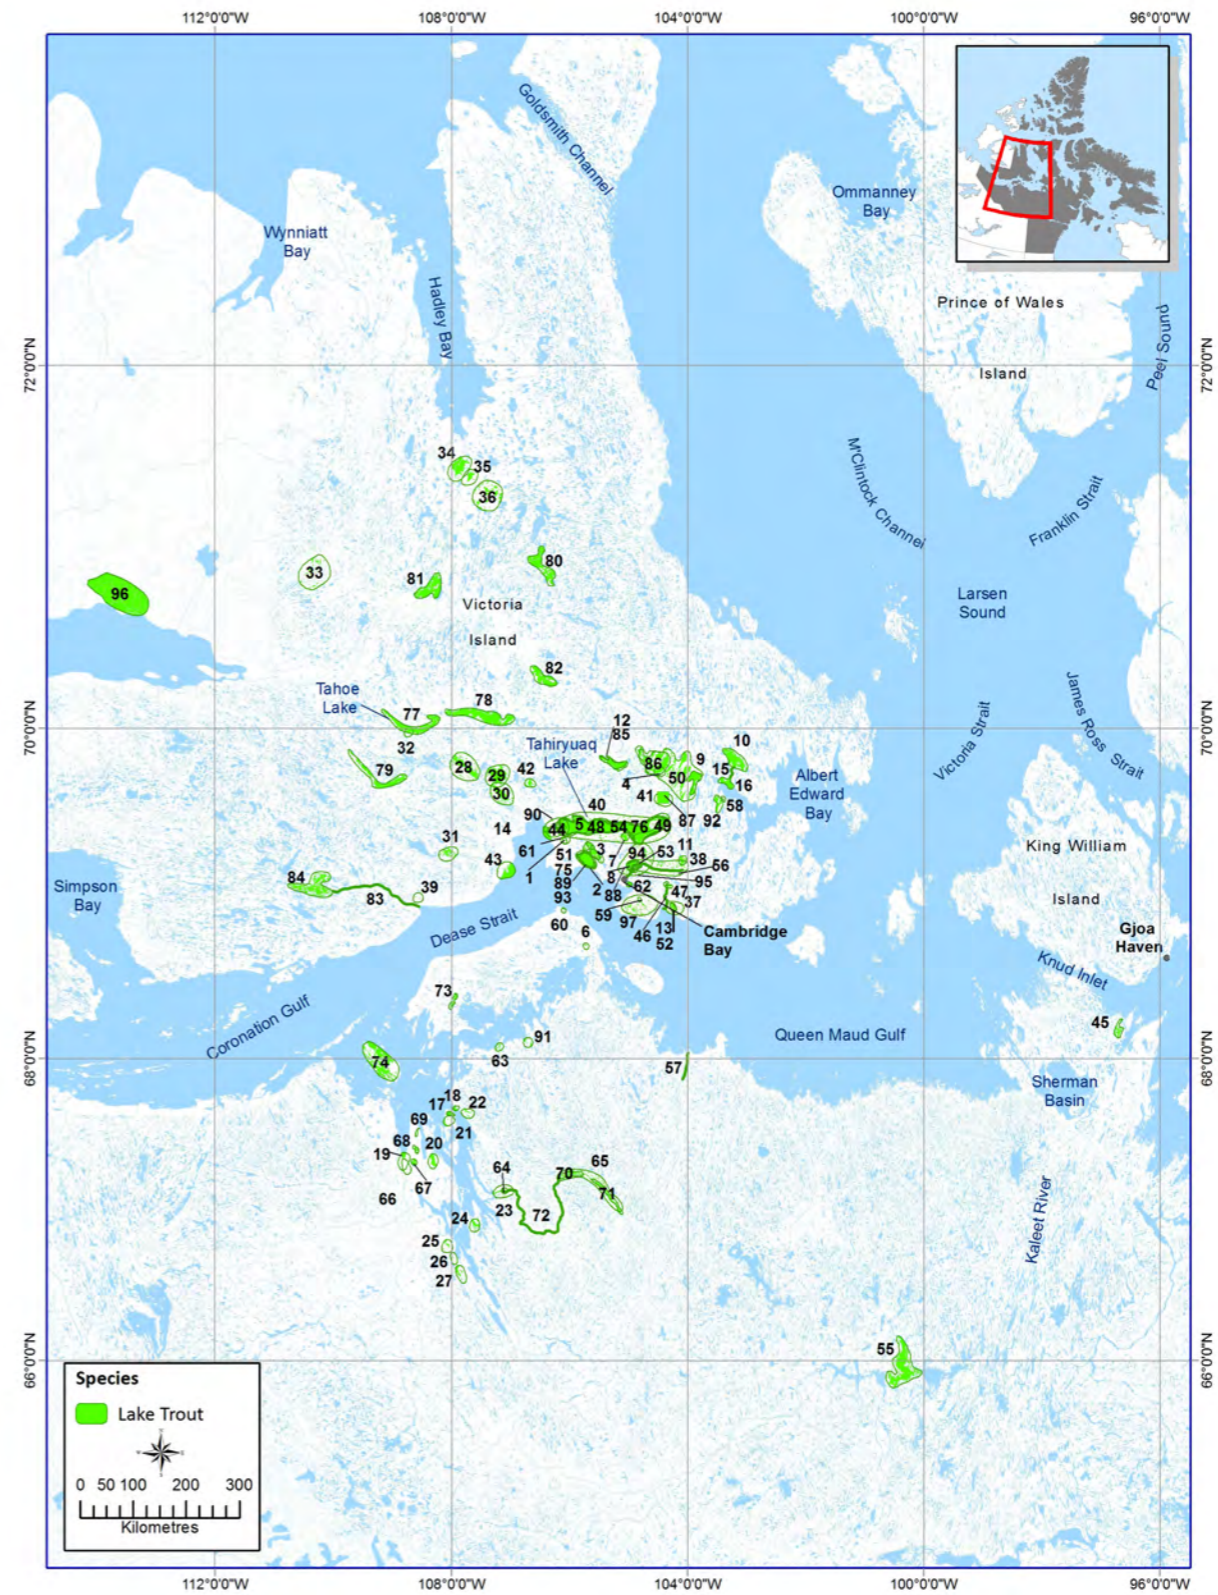 112°0'0"W 108°0'0"W 104°0'0"W 100°0'0"W 96°0'0"W
Goldsmith Channel
Ommanney
Bay
Wynniatt
Bay
Hadley Bay
Prince of Wales
Island
Peel Sound
72°0'0"N 72°0'0"N
34
35
36
M'Clintock Channel
Franklin Strait
33
81
80
96
Victoria
Island
Larsen
Sound
82
Tahoe
Lake
77
78
32
79
28
29
30
42
Tahiryuaq
Lake
12
85
James Ross Strait
Victoria Strait
70°0'0"N 70°0'0"N
86
4
50
9
10
15
16
41
58
87
92
Albert
Edward
Bay
40
90
44
5
48
54
76
49
14
61
31
43
1
51
75
89
93
3
2
7
8
88
94
53
11
38
56
95
62
47
37
59
97
46
13
52
84
83
39
Simpson
Bay
Dease Strait
60
6
Cambridge
Bay
King William
Island
Gjoa
Haven
Knud Inlet
Coronation Gulf
73
45
Queen Maud Gulf
91
63
57
68°0'0"N 68°0'0"N
74
Sherman
Basin
17
18
22
21
69
68
20
19
67
66
64
23
70
65
71
72
24
25
26
27
Kaleet River
55
66°0'0"N 66°0'0"N
Species
Lake Trout
0 50 100 200 300
Kilometres
112°0'0"W 108°0'0"W 104°0'0"W 100°0'0"W 96°0'0"W